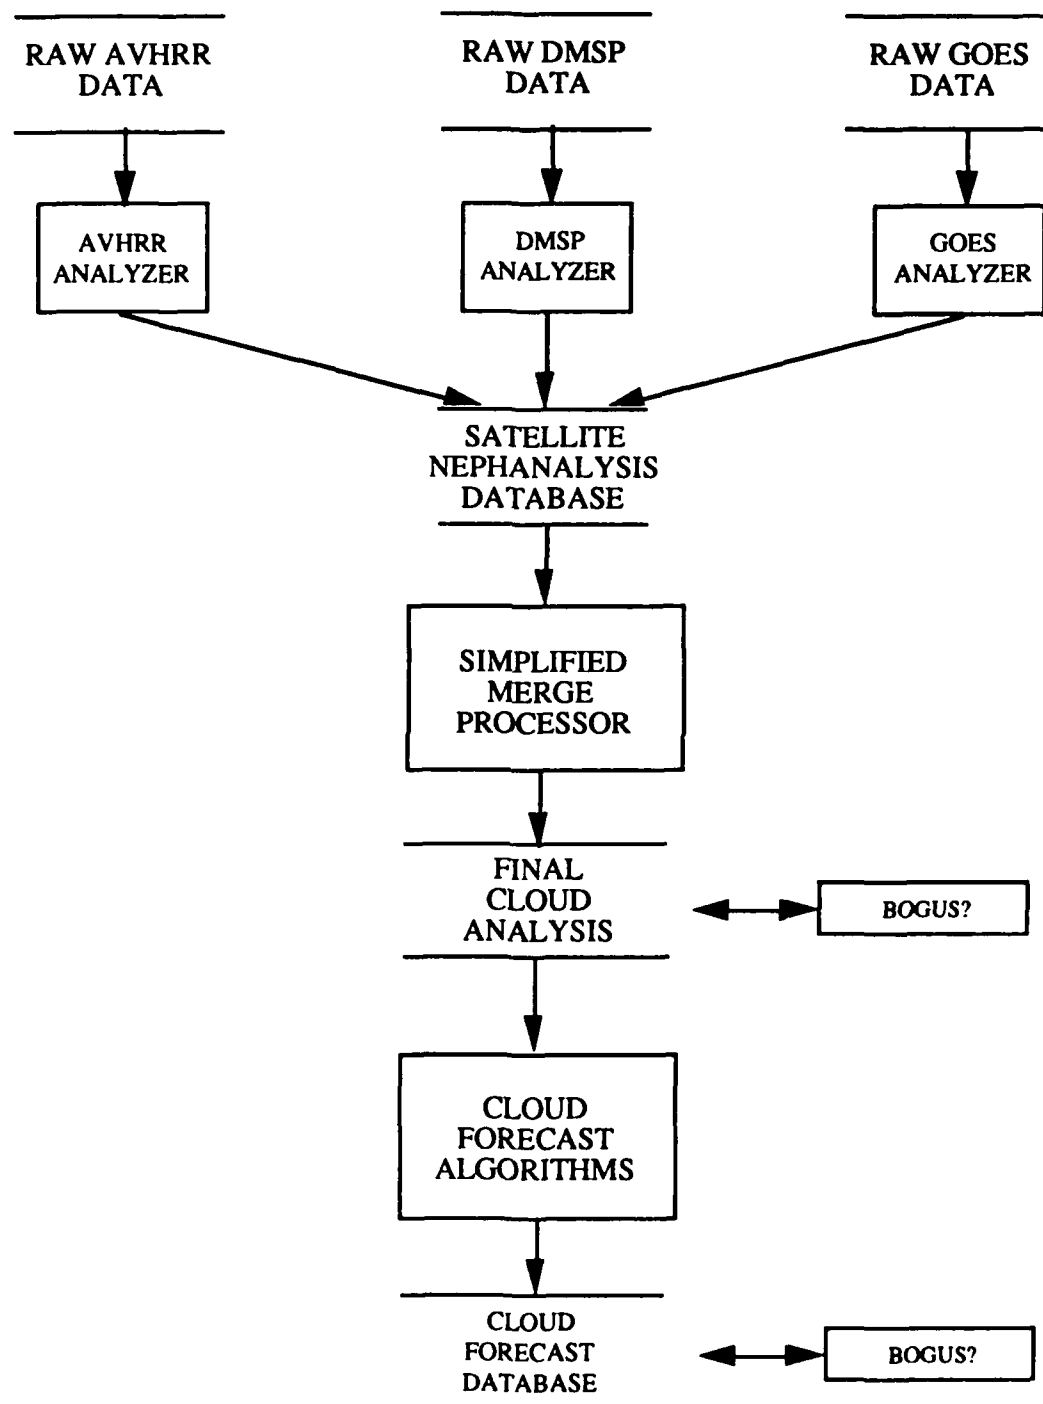 RAW AVHRR
DATA
RAW DMSP
DATA
RAW GOES
DATA
AVHRR
ANALYZER
DMSP
ANALYZER
GOES
ANALYZER
SATELLITE
NEPHANALYSIS
DATABASE
SIMPLIFIED
MERGE
PROCESSOR
FINAL
CLOUD
ANALYSIS
BOGUS?
CLOUD
FORECAST
ALGORITHMS
CLOUD
FORECAST
DATABASE
BOGUS?